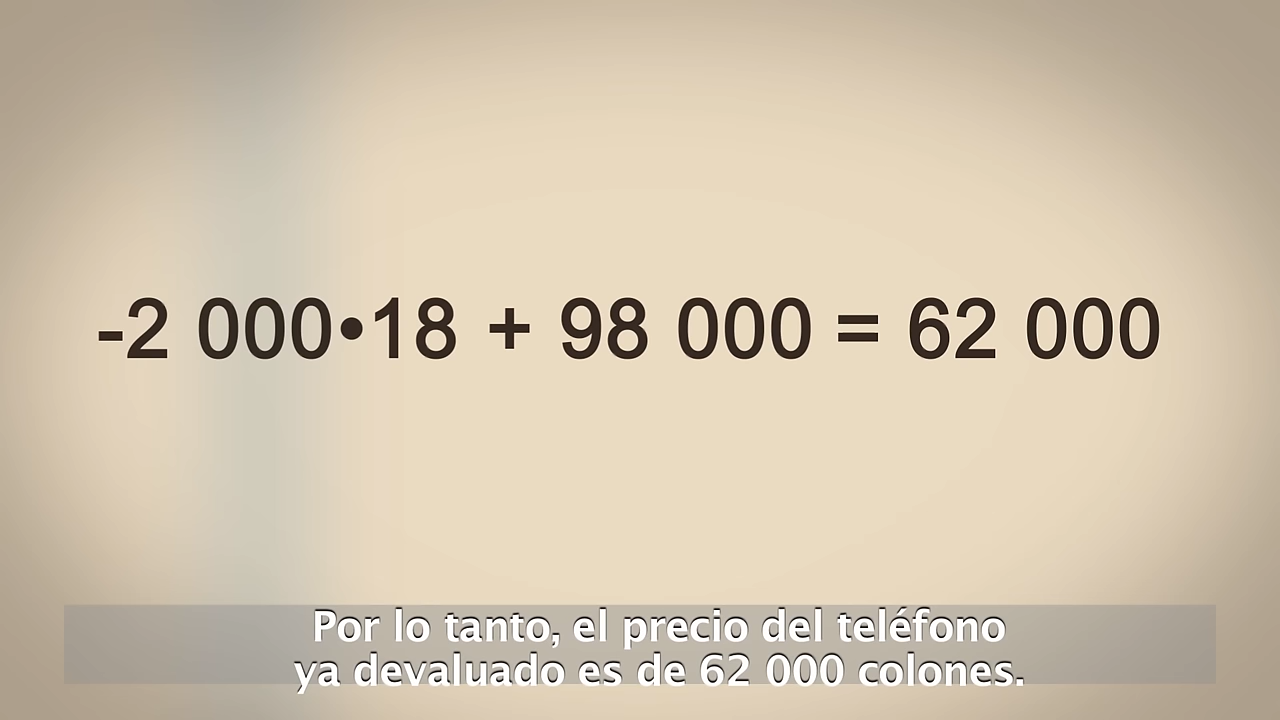 -2 000•18 + 98 000 = 62 000
Por lo tanto, el precio del teléfono
ya devaluado es de 62 000 colones.